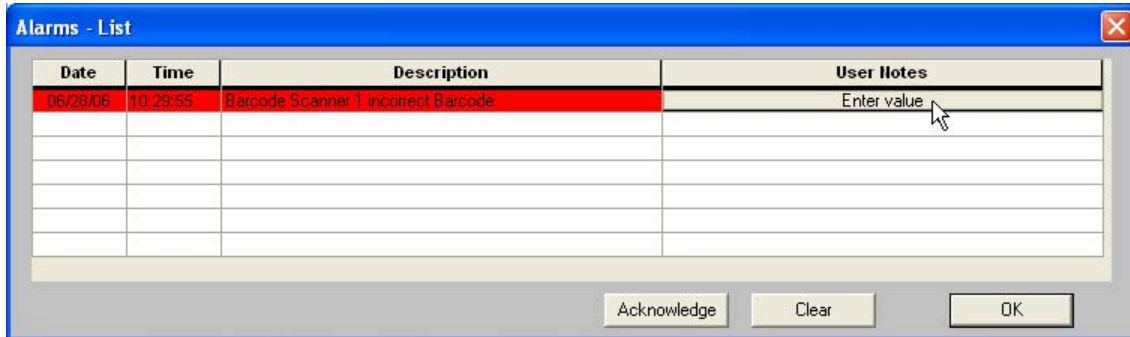 Alarms - List
Date Time Description User Notes
06/28/06 10:29:55 Barcode Scanner 1 incorrect Barcode Enter value
Acknowledge Clear OK